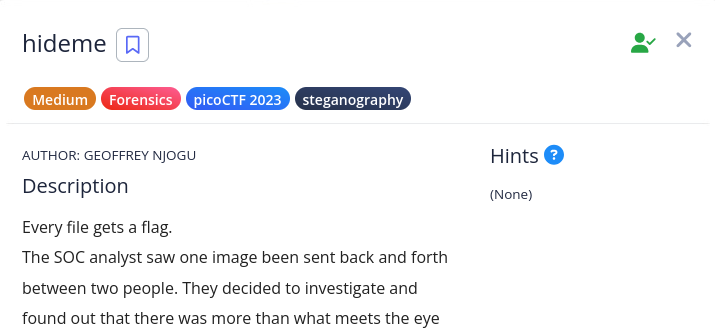 hideme
Medium Forensics picoCTF 2023 steganography
AUTHOR: GEOFFREY NJOGU
Description
Every file gets a flag.
The SOC analyst saw one image been sent back and forth
between two people. They decided to investigate and
found out that there was more than what meets the eye
Hints ?
(None)